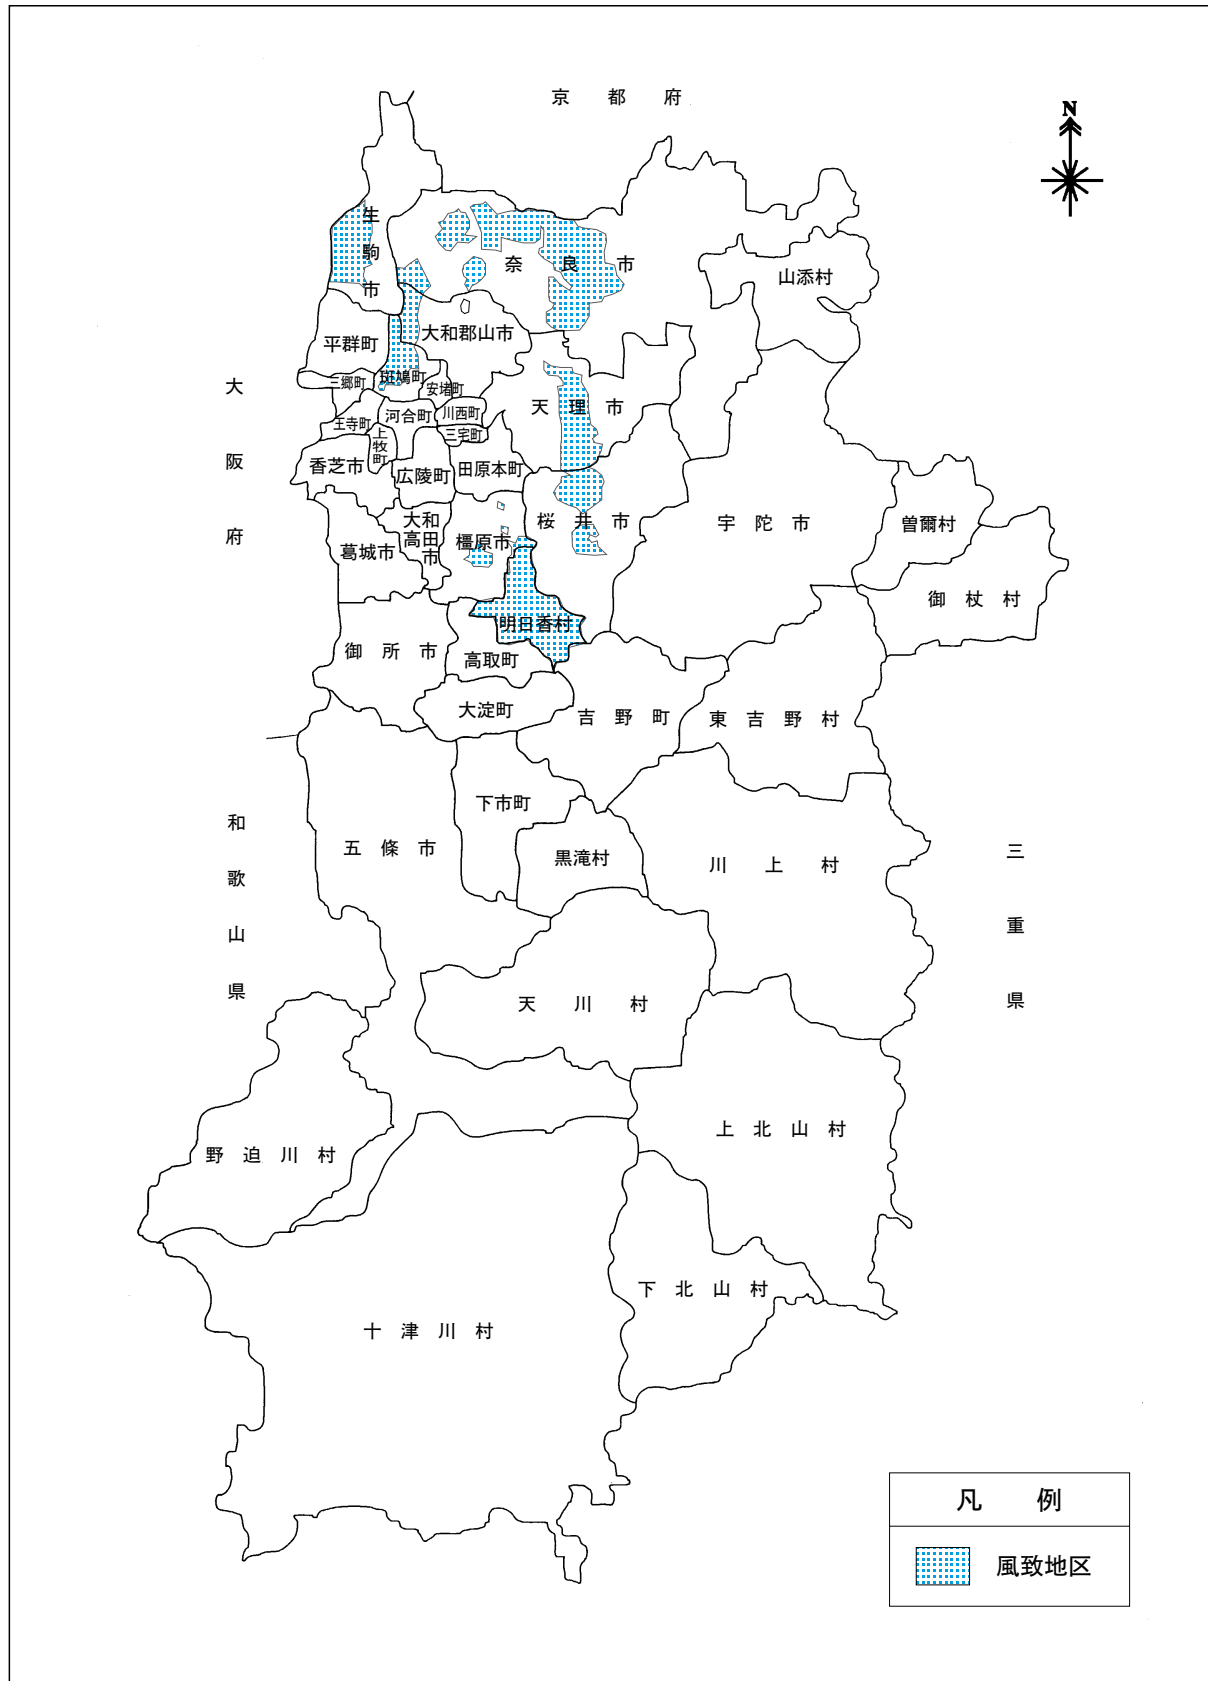 京都府
N
生駒市
奈良市
山添村
大和郡山市
平群町
三郷町
斑鳩町
安堵町
大阪府
天理市
王寺町
河合町
川西町
上牧町
三宅町
香芝市
広陵町
田原本町
大和高田市
橿原市
桜井市
宇陀市
曽爾村
葛城市
御杖村
明日香村
御所市
高取町
大淀町
吉野町
東吉野村
下市町
和歌山県
五條市
黒滝村
川上村
三重県
天川村
野迫川村
上北山村
下北山村
十津川村
凡例
風致地区